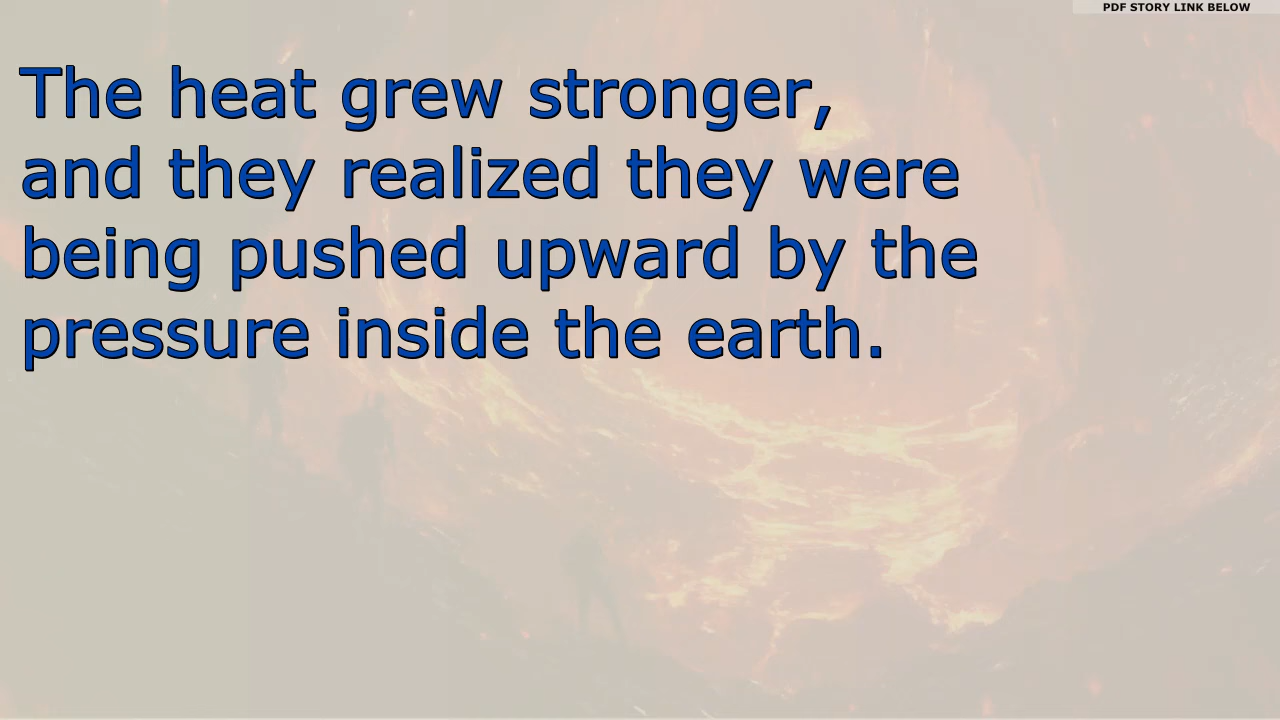 PDF STORY LINK BELOW
The heat grew stronger,
and they realized they were
being pushed upward by the
pressure inside the earth.